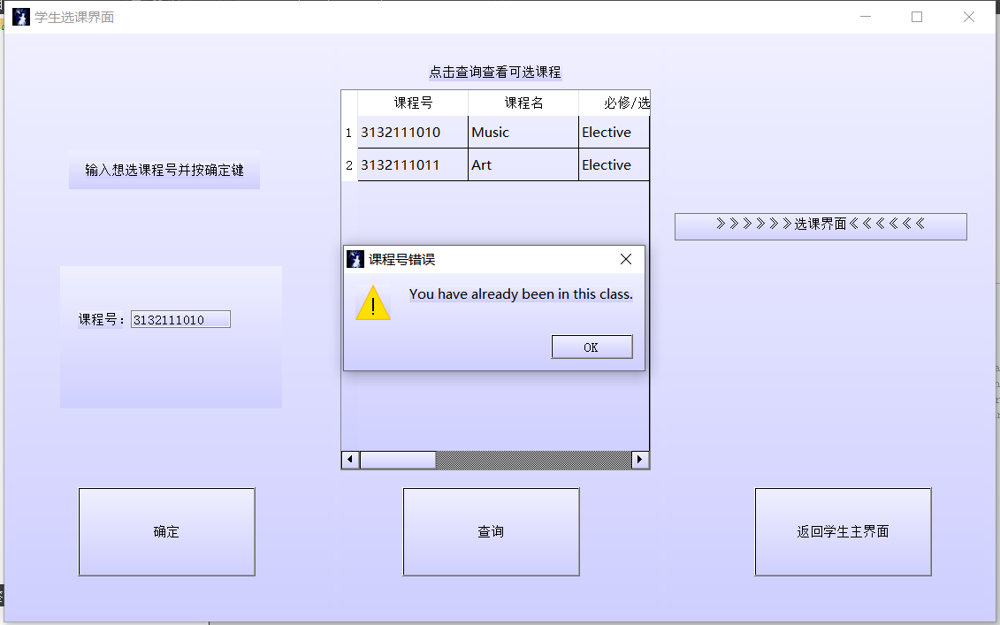 学生选课界面
点击查询查看可选课程
课程号 课程名 必修/选
1 3132111010 Music Elective
2 3132111011 Art Elective
输入想选课程号并按确定键
》》》》》》选课界面《《《《《《
课程号错误
You have already been in this class.
OK
课程号： 3132111010
确定
查询
返回学生主界面